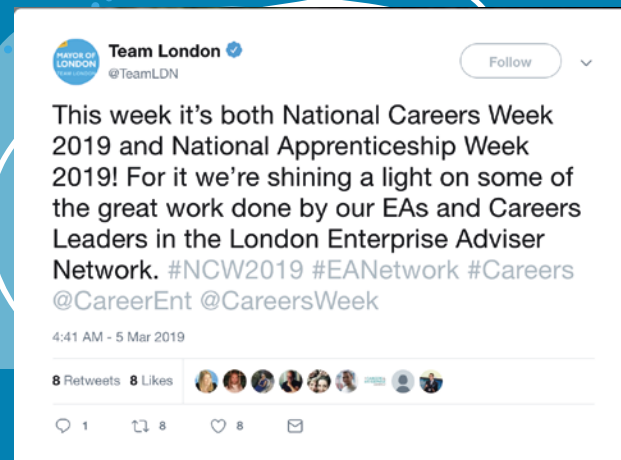 MAYOR OF
LONDON
TEAM LONDON
Team London
@TeamLDN
Follow
This week it's both National Careers Week
2019 and National Apprenticeship Week
2019! For it we're shining a light on some of
the great work done by our EAs and Careers
Leaders in the London Enterprise Adviser
Network. #NCW2019 #EANetwork #Careers
@CareerEnt @CareersWeek
4:41 AM - 5 Mar 2019
8 Retweets 8 Likes
1 8 8